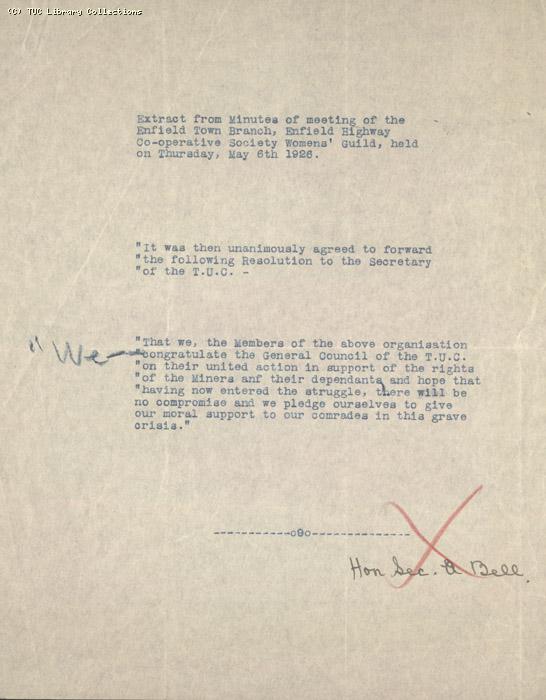 (C) TUC Library Collections
Extract from Minutes of meeting of the
Enfield Town Branch, Enfield Highway
Co-operative Society Womens' Guild, held
on Thursday, May 6th 1926.
"It was then unanimously agreed to forward
"the following Resolution to the Secretary
"of the T.U.C. -
"That we, the Members of the above organisation
"We—
"congratulate the General Council of the T.U.C.
"on their united action in support of the rights
"of the Miners anf their dependants and hope that
"having now entered the struggle, there will be
no compromise and we pledge ourselves to give
our moral support to our comrades in this grave
crisis."
------------o9o---------------
Hon Sec. A Bell.